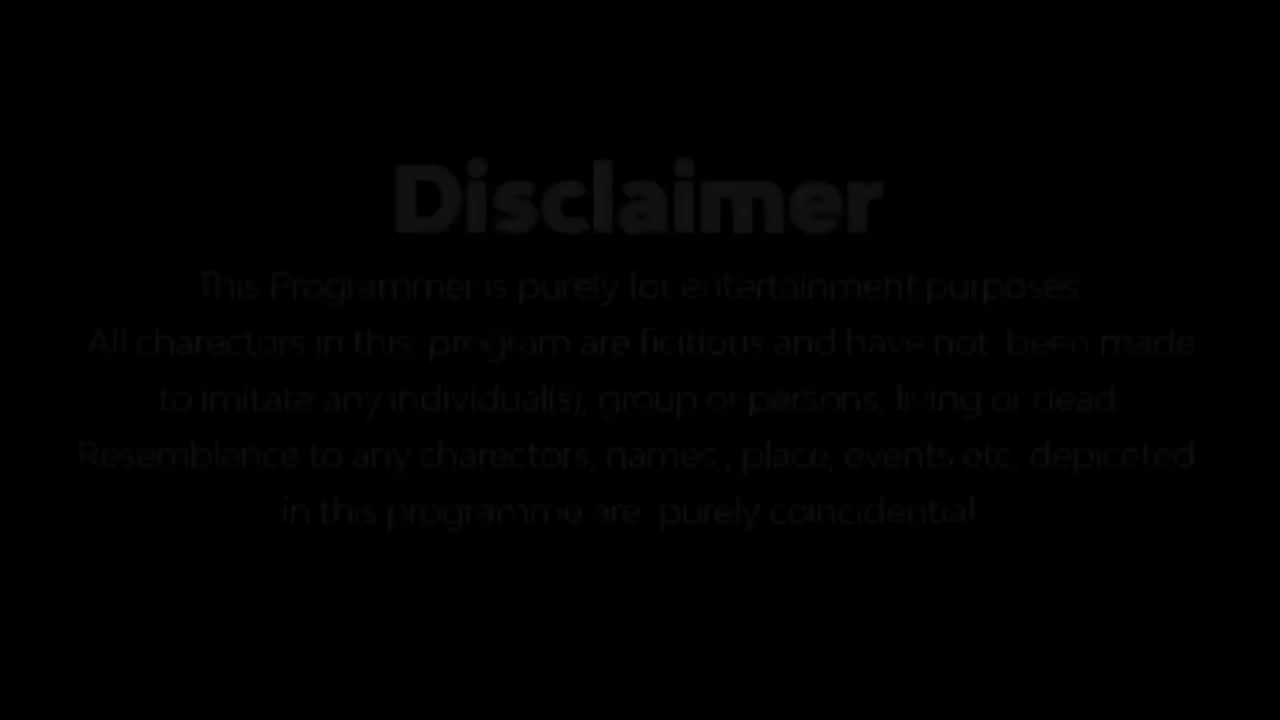 Disclaimer
This Programmer is purely for entertainment purposes.
All charectors in this program are ficitious and have not been made
to imitate any individual(s), group or persons, living or dead.
Resemblence to any charectors, names, place, events etc. depiceted
in this programme are purely coincidential